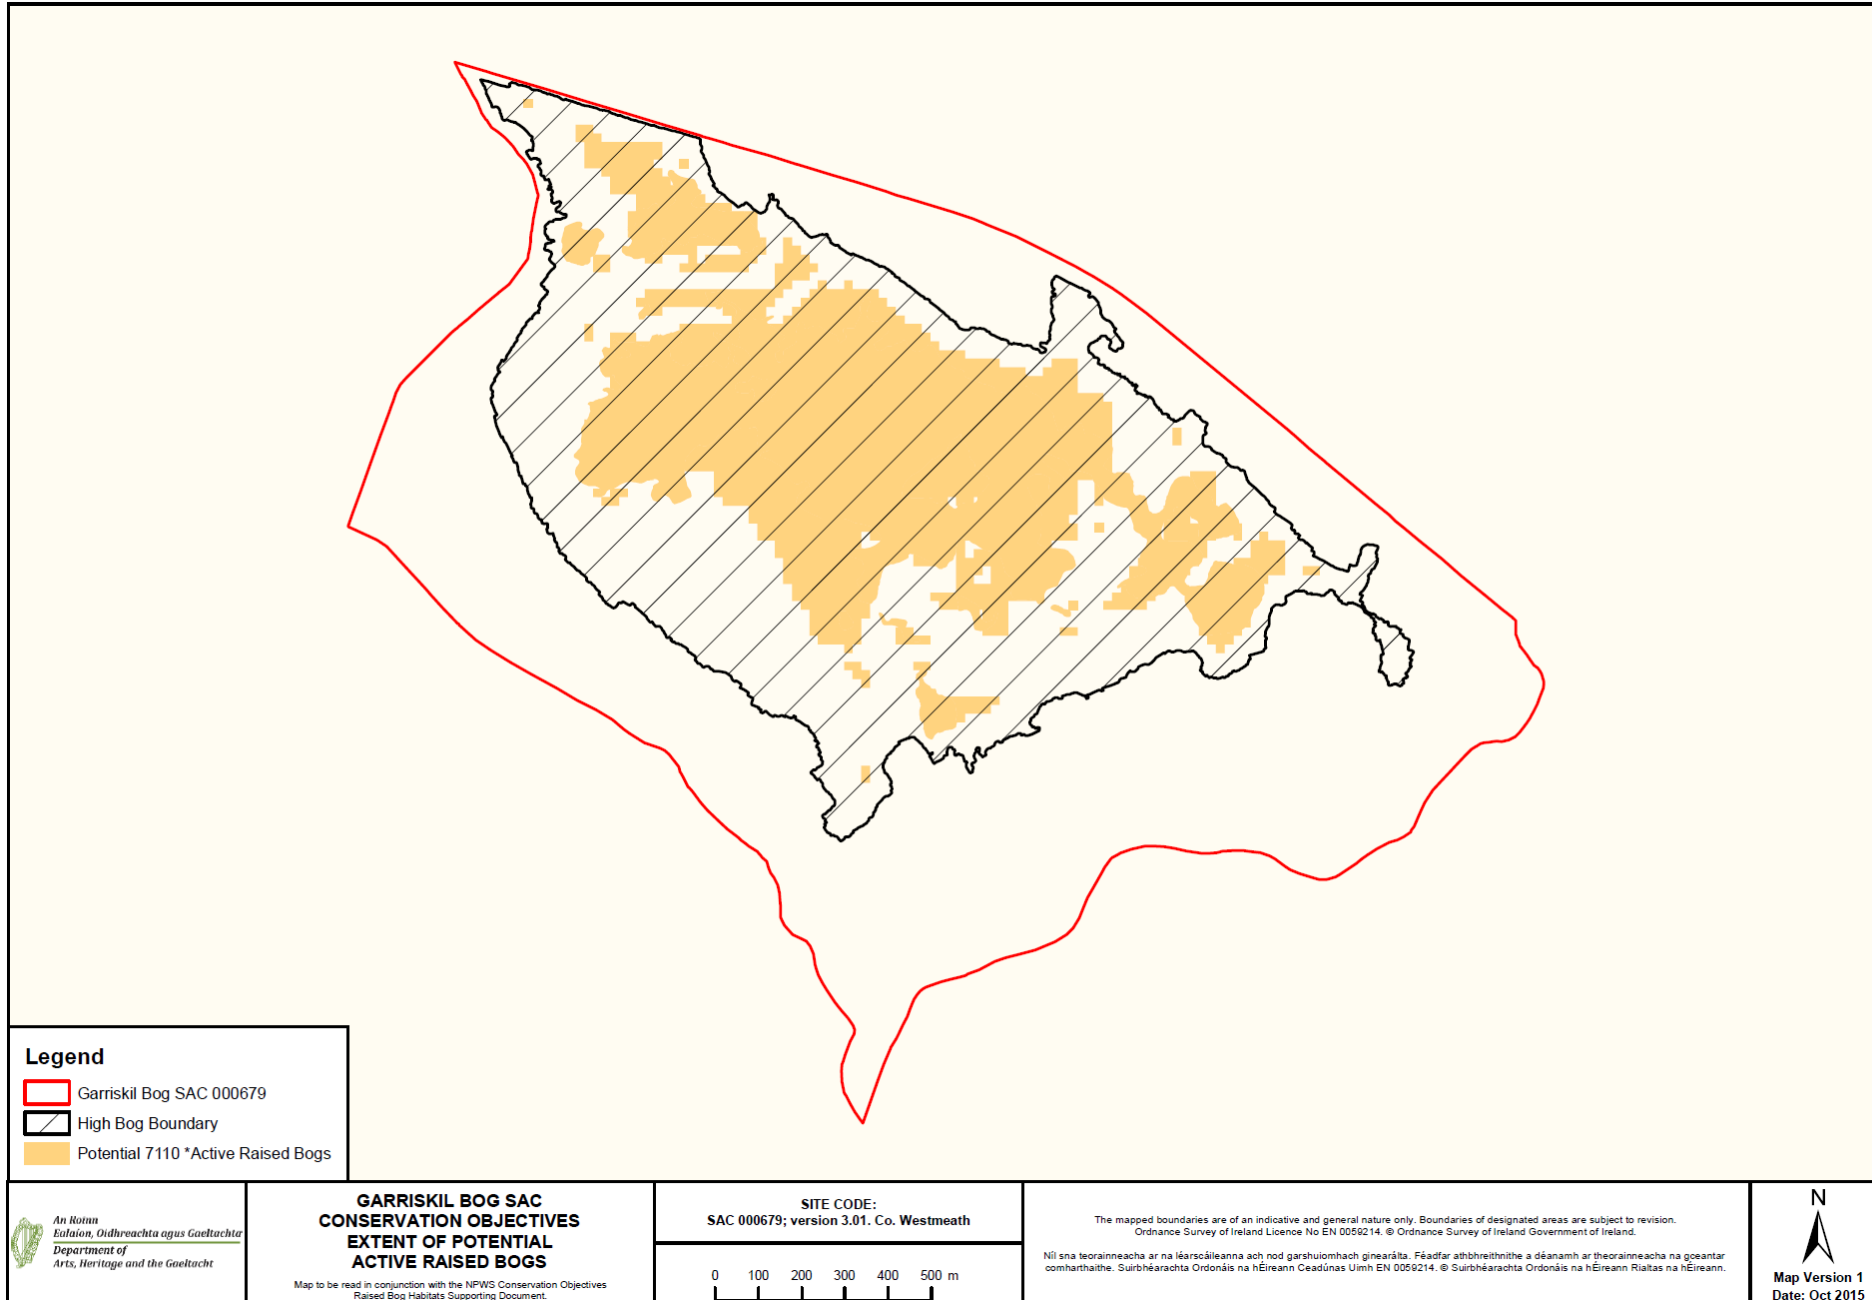 Legend
Garriskil Bog SAC 000679
High Bog Boundary
Potential 7110 *Active Raised Bogs
An Roinn
Ealaíon, Oidhreachta agus Gaeltachta
Department of
Arts, Heritage and the Gaeltacht
GARRISKIL BOG SAC
CONSERVATION OBJECTIVES
EXTENT OF POTENTIAL
ACTIVE RAISED BOGS
Map to be read in conjunction with the NPWS Conservation Objectives
Raised Bog Habitats Supporting Document.
SITE CODE:
SAC 000679; version 3.01. Co. Westmeath
0 100 200 300 400 500 m
The mapped boundaries are of an indicative and general nature only. Boundaries of designated areas are subject to revision.
Ordnance Survey of Ireland Licence No EN 0059214. © Ordnance Survey of Ireland Government of Ireland.
Níl sna teorainneacha ar na léarscáileanna ach nod garshuiomhach ginearálta. Féadfar athbhreithnithe a déanamh ar theorainneacha na gceantar
comharthaithe. Suirbhéarachta Ordonáis na hÉireann Ceadúnas Uimh EN 0059214. © Suirbhéarachta Ordonáis na hÉireann Rialtas na hÉireann.
N
Map Version 1
Date: Oct 2015